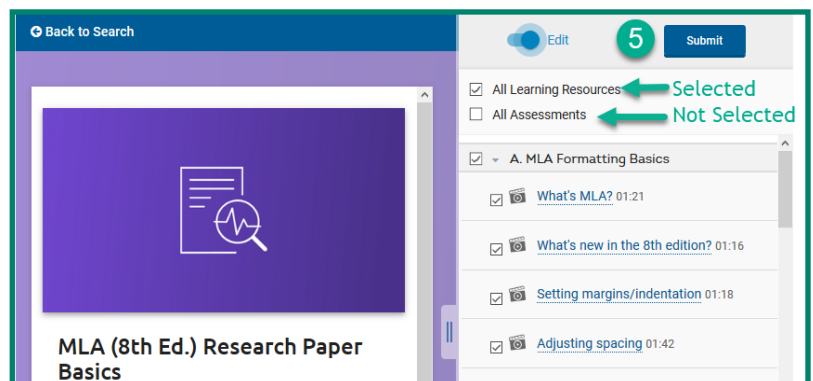 Back to Search
Edit
5
Submit
All Learning Resources
Selected
All Assessments
Not Selected
A. MLA Formatting Basics
What's MLA? 01:21
What's new in the 8th edition? 01:16
Setting margins/indentation 01:18
Adjusting spacing 01:42
MLA (8th Ed.) Research Paper
Basics